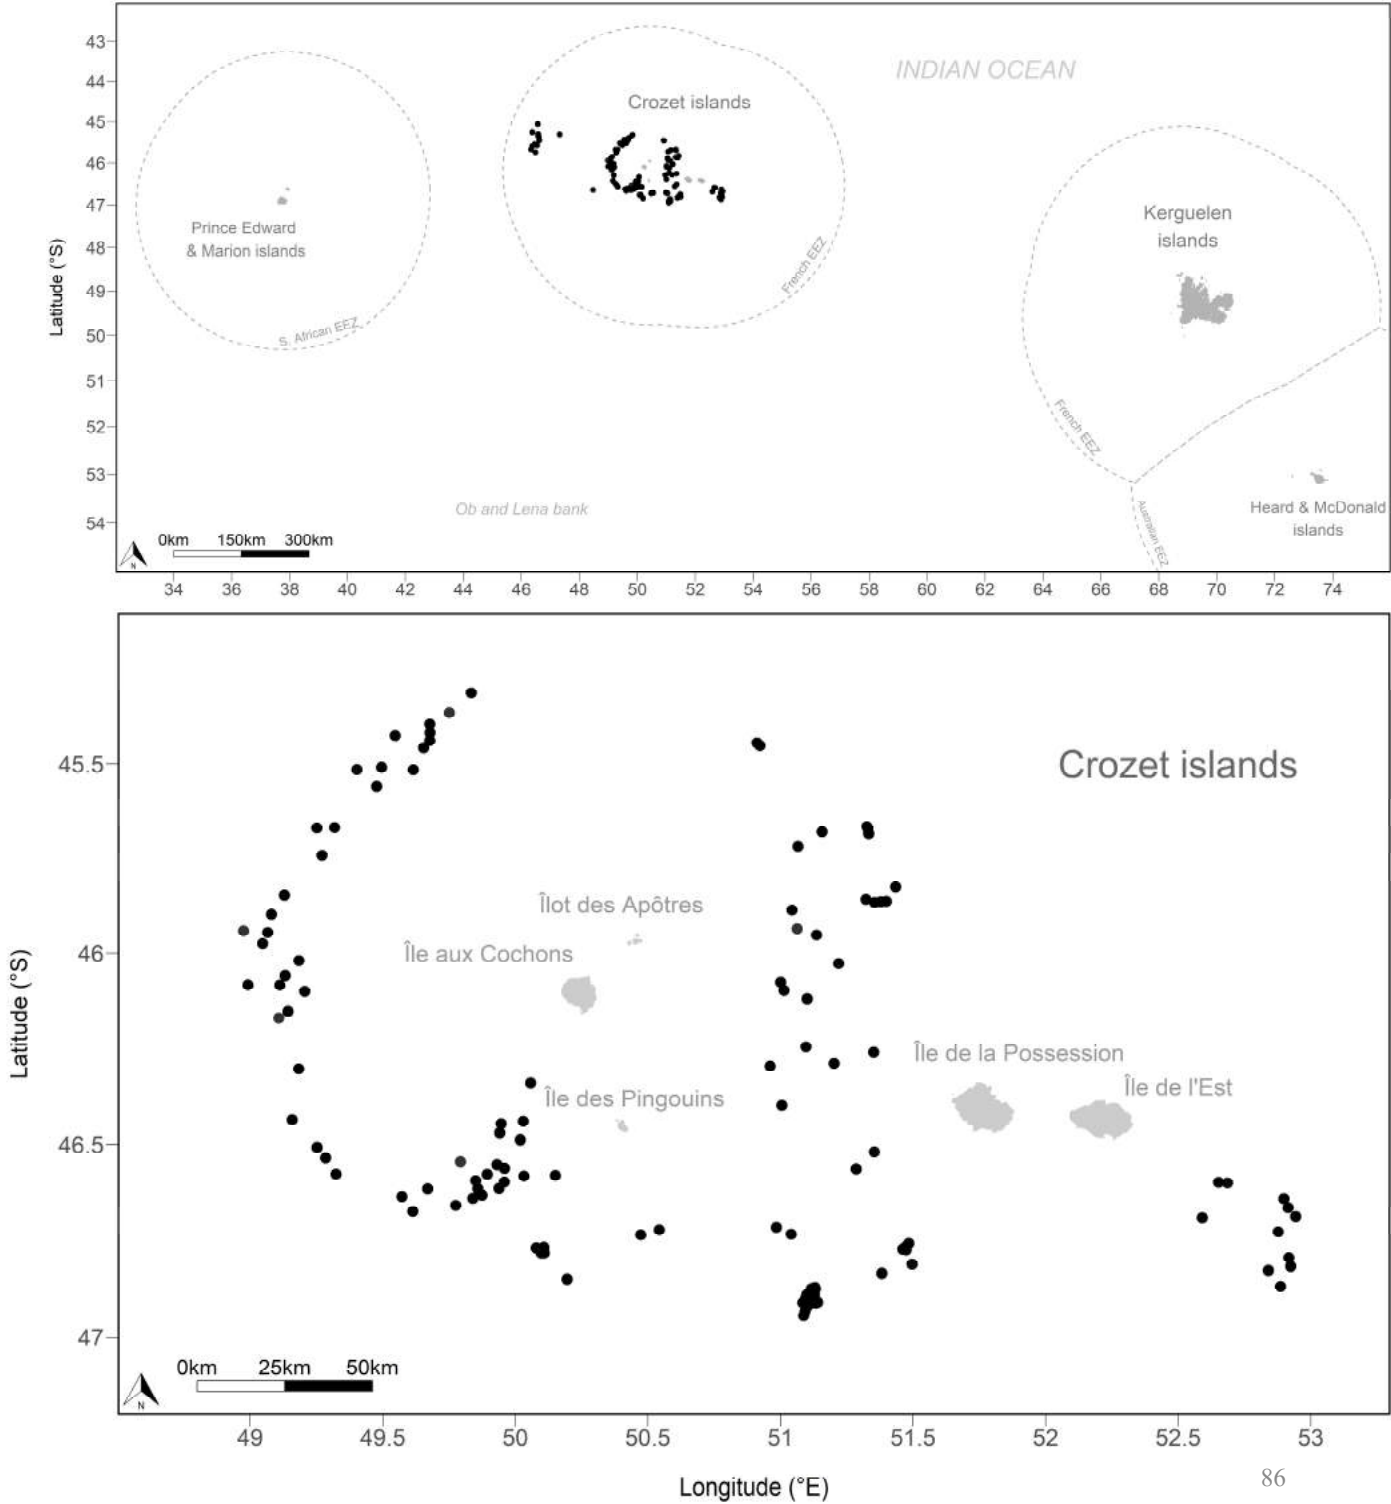 43
INDIAN OCEAN
44
Crozet islands
45
46
47
Prince Edward
& Marion islands
Kerguelen
islands
48
French EEZ
49
Latitude (°S)
50
S. African EEZ
51
52
French EEZ
53
Ob and Lena bank
Heard & McDonald
islands
54
Australian EEZ
0km 150km 300km
N
34 36 38 40 42 44 46 48 50 52 54 56 58 60 62 64 66 68 70 72 74
Crozet islands
45.5
Îlot des Apôtres
Île aux Cochons
46
Île de la Possession
Île de l'Est
Île des Pingouins
46.5
Latitude (°S)
47
0km 25km 50km
N
49 49.5 50 50.5 51 51.5 52 52.5 53
Longitude (°E)
86